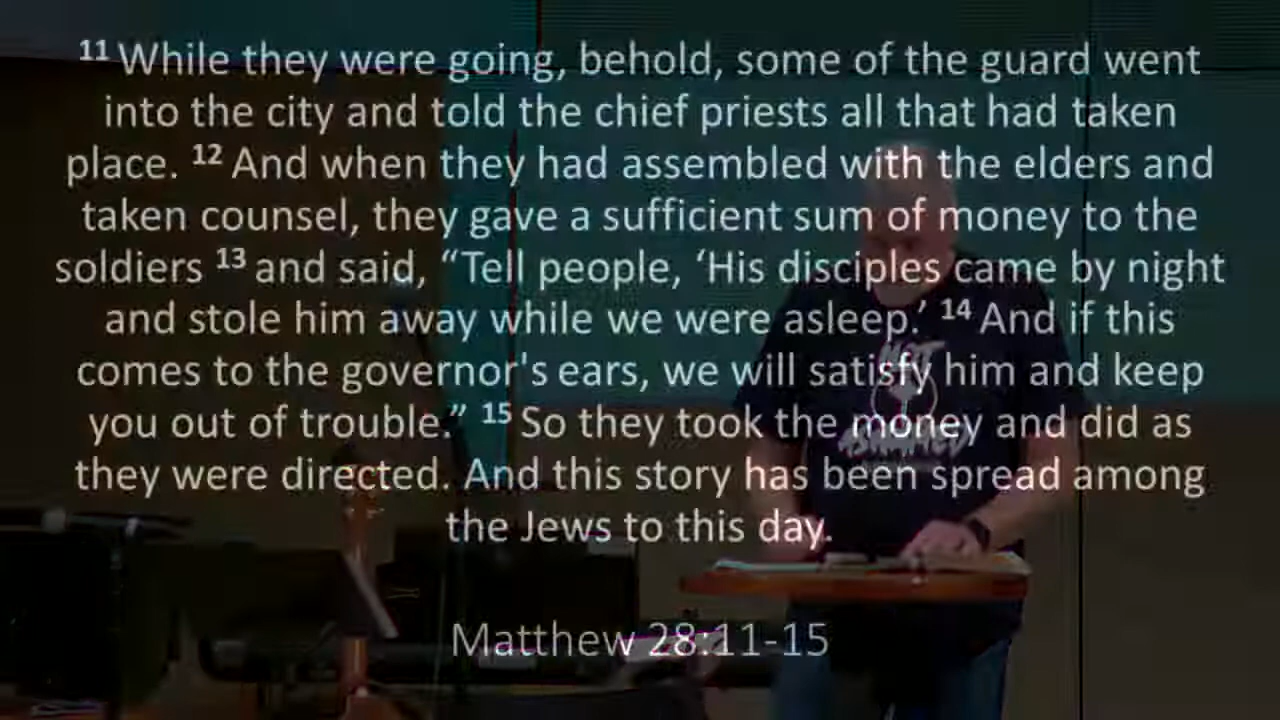 11 While they were going, behold, some of the guard went
into the city and told the chief priests all that had taken
place. 12 And when they had assembled with the elders and
taken counsel, they gave a sufficient sum of money to the
soldiers 13 and said, “Tell people, ‘His disciples came by night
and stole him away while we were asleep.’ 14 And if this
comes to the governor's ears, we will satisfy him and keep
you out of trouble.” 15 So they took the money and did as
they were directed. And this story has been spread among
the Jews to this day.
Matthew 28:11-15
NOT
ASHAMED